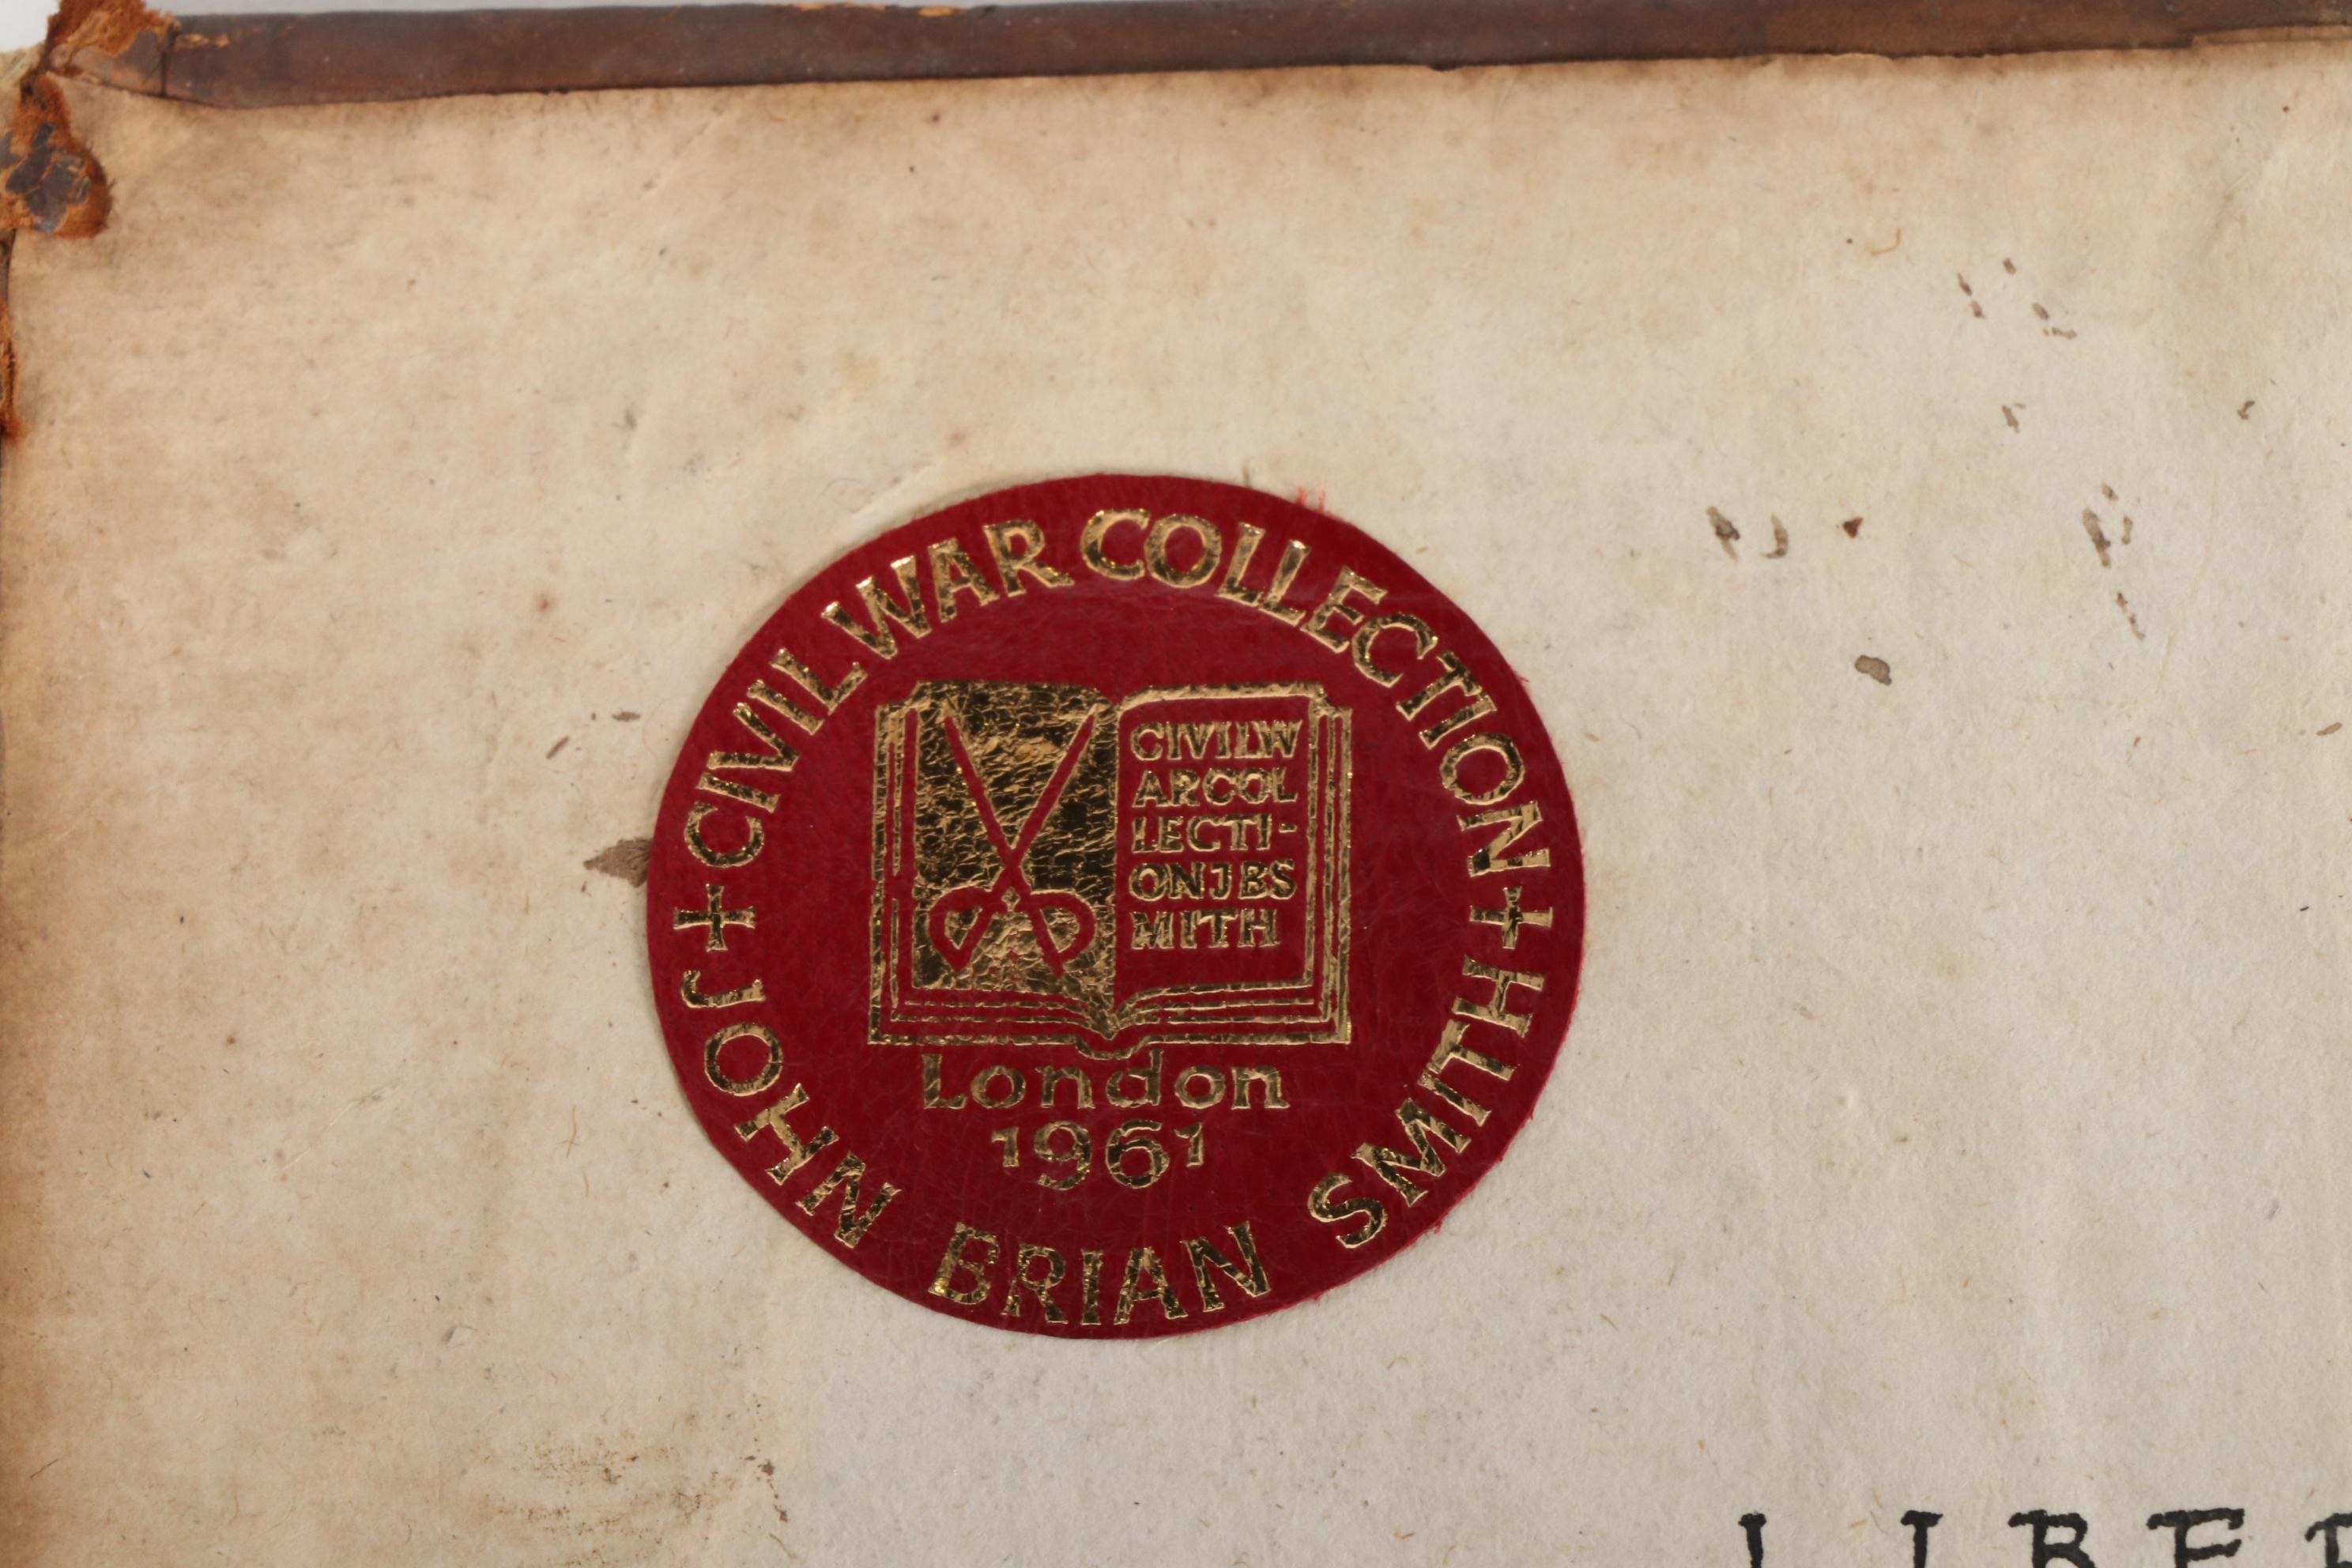 + CIVIL WAR COLLECTION +
CIVILW
ARCOL
LECTI-
ONJBS
MITH
London
1961
JOHN BRIAN SMITH